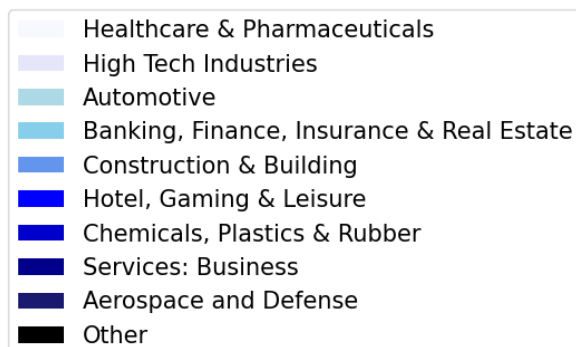 Healthcare & Pharmaceuticals
High Tech Industries
Automotive
Banking, Finance, Insurance & Real Estate
Construction & Building
Hotel, Gaming & Leisure
Chemicals, Plastics & Rubber
Services: Business
Aerospace and Defense
Other